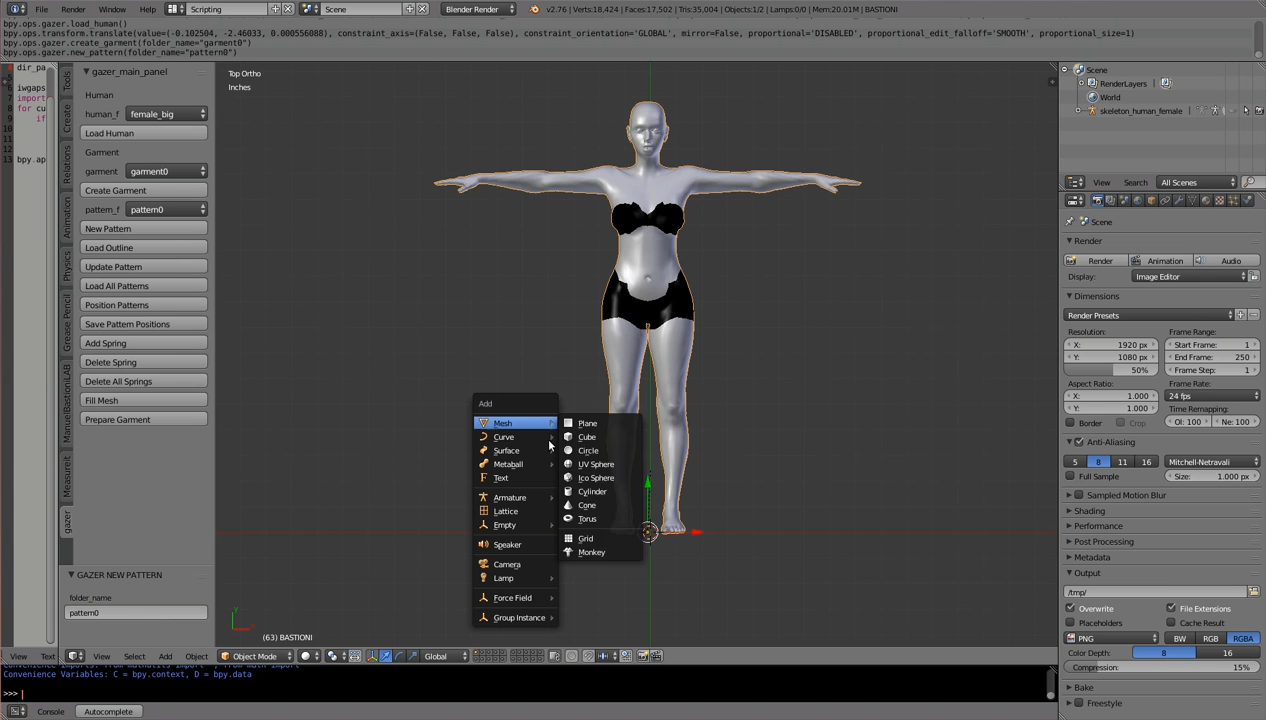 File
Render
Window
Help
Scripting
Scene
Blender Render
v2.76 | Verts:18,424 | Faces:17,502 | Tris:35,004 | Objects:1/2 | Lamps:0/0 | Mem:20.01M | BASTIONI
bpy.ops.gazer.load_human()
bpy.ops.transform.translate(value=(-0.102504, -2.46033, 0.000556088), constraint_axis=(False, False, False), constraint_orientation='GLOBAL', mirror=False, proportional='DISABLED', proportional_edit_falloff='SMOOTH', proportional_size=1)
bpy.ops.gazer.create_garment(folder_name="garment0")
bpy.ops.gazer.new_pattern(folder_name="pattern0")
dir_pa
iwgaps
import
for cu
if
13 bpy.ap
Tools
Create
Relations
Animation
Physics
Grease Pencil
ManuelBastioniLAB
Mesh
gazer
gazer_main_panel
Human
human_f
female_big
Load Human
Garment
garment
garment0
Create Garment
pattern_f
pattern0
New Pattern
Load Outline
Update Pattern
Load All Patterns
Position Patterns
Save Pattern Positions
Add Spring
Delete Spring
Delete All Springs
Fill Mesh
Prepare Garment
GAZER NEW PATTERN
folder_name
pattern0
Top Ortho
Inches
Add
Mesh
Curve
Surface
Metaball
Text
Armature
Lattice
Empty
Speaker
Camera
Lamp
Force Field
Group Instance
Plane
Cube
Circle
UV Sphere
Ico Sphere
Cylinder
Cone
Torus
Grid
Monkey
(63) BASTIONI
View
Text
View
Select
Add
Object
Object Mode
Global
Convenience Variables: C = bpy.context, D = bpy.data
>>>
Console
Autocomplete
Scene
RenderLayers
World
skeleton_human_female
View
Search
All Scenes
Scene
Render
Render
Animation
Audio
Display:
Image Editor
Dimensions
Render Presets
Resolution:
Frame Range:
X: 1920 px
Start Frame: 1
Y: 1080 px
End Frame: 250
50%
Frame Step: 1
Aspect Ratio:
Frame Rate:
X: 1.000
24 fps
Y: 1.000
Time Remapping:
Border
Crop
Ol: 100
Ne: 100
Anti-Aliasing
5
8
11
16
Mitchell-Netravali
Full Sample
Size: 1.000 px
Sampled Motion Blur
Shading
Performance
Post Processing
Metadata
Output
/tmp/
Overwrite
File Extensions
Placeholders
Cache Result
PNG
BW
RGB
RGBA
Color Depth:
8
16
Compression:
15%
Bake
Freestyle